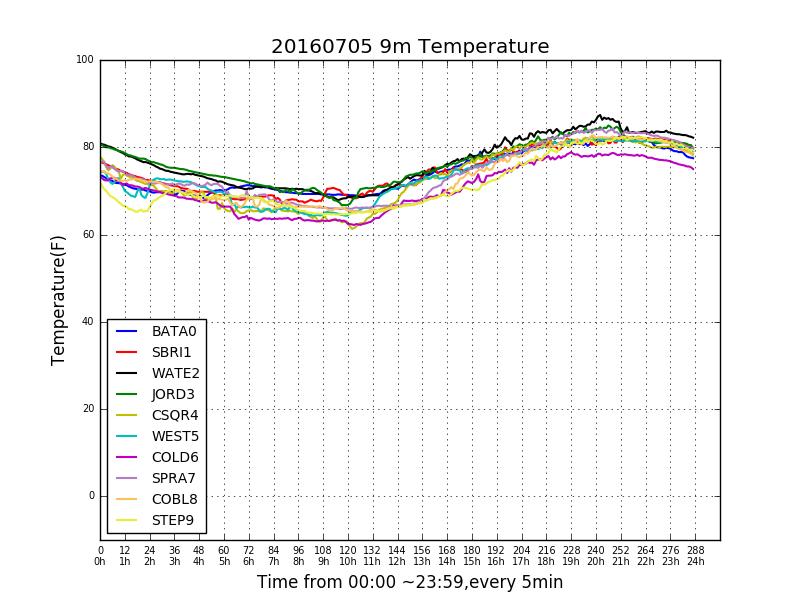 20160705 9m Temperature
100
80
60
40
20
0
Temperature(F)
BATA0
SBRI1
WATE2
JORD3
CSQR4
WEST5
COLD6
SPRA7
COBL8
STEP9
0 12 24 36 48 60 72 84 96 108 120 132 144 156 168 180 192 204 216 228 240 252 264 276 288
0h 1h 2h 3h 4h 5h 6h 7h 8h 9h 10h 11h 12h 13h 14h 15h 16h 17h 18h 19h 20h 21h 22h 23h 24h
Time from 00:00 ~23:59,every 5min